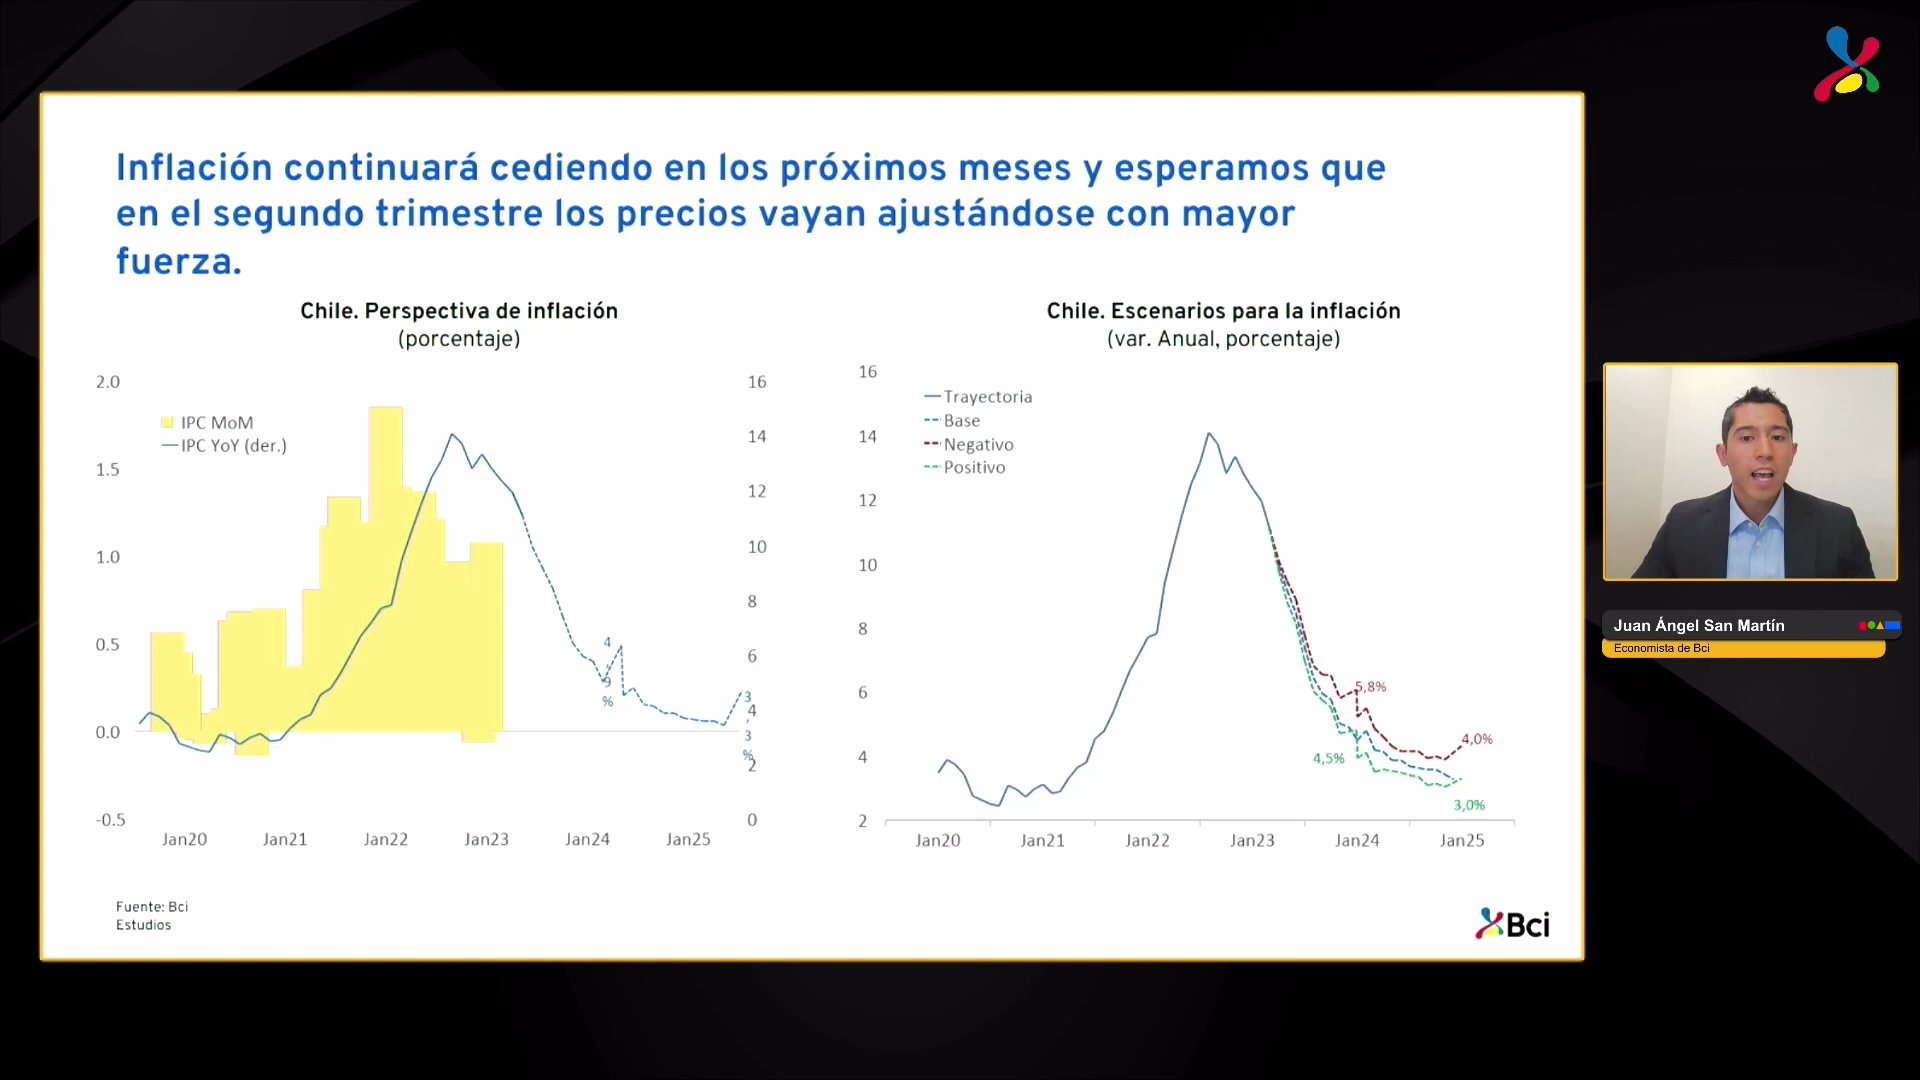 Inflación continuará cediendo en los próximos meses y esperamos que
en el segundo trimestre los precios vayan ajustándose con mayor
fuerza.
Chile. Perspectiva de inflación
(porcentaje)
2.0
1.5
1.0
0.5
0.0
-0.5
IPC MoM
IPC YoY (der.)
4,9%
3,3%
16
14
12
10
8
6
4
2
0
Jan20 Jan21 Jan22 Jan23 Jan24 Jan25
Chile. Escenarios para la inflación
(var. Anual, porcentaje)
16
14
12
10
8
6
4
2
Trayectoria
Base
Negativo
Positivo
5,8%
4,0%
4,5%
3,0%
Jan20 Jan21 Jan22 Jan23 Jan24 Jan25
Fuente: Bci
Estudios
Bci
Juan Ángel San Martín
Economista de Bci